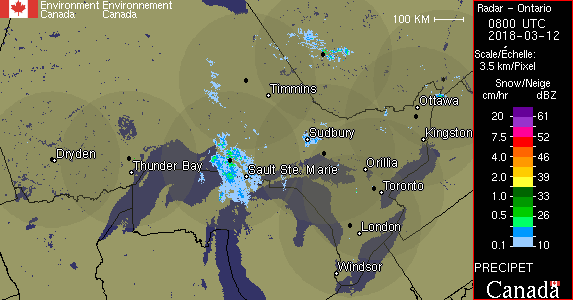 Environment Environnement
Canada Canada
100 KM
Timmins
Ottawa
Sudbury
Kingston
Dryden
Thunder Bay
Sault Ste. Marie
Orillia
Toronto
London
Windsor
Radar - Ontario
0800 UTC
2018-03-12
Scale/Échelle:
3.5 km/Pixel
Snow/Neige
cm/hr dBZ
20 61
7.5 57
5.5 52
4.0 46
2.0 39
1.0 33
0.5 26
0.1 10
PRECIPET
Canada